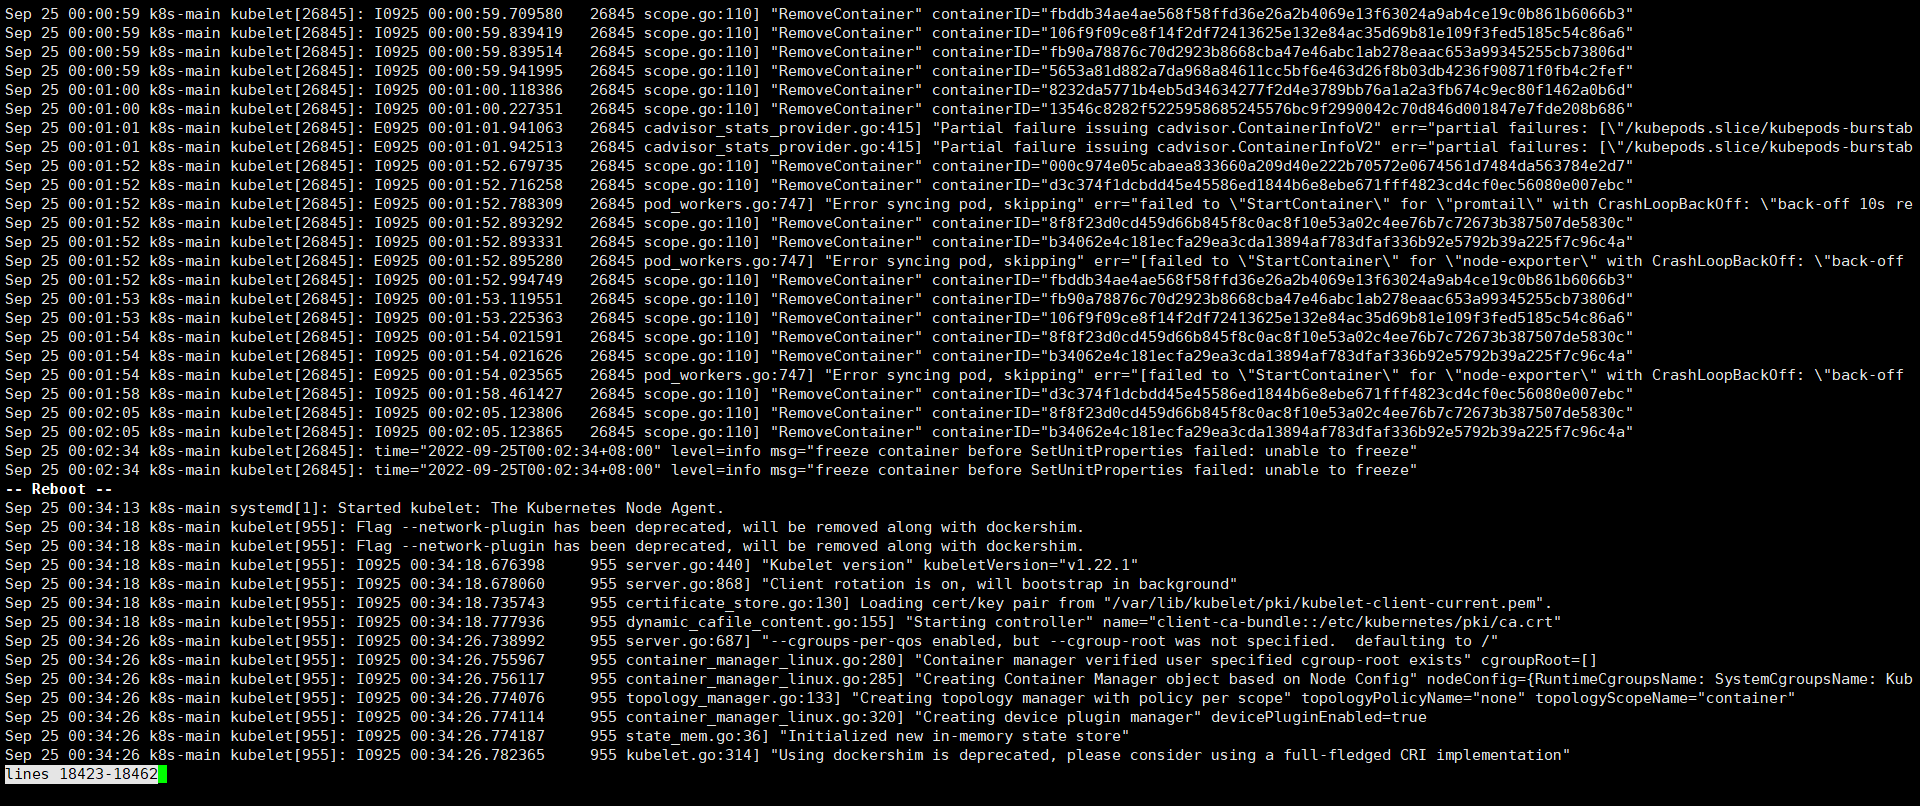 Sep 25 00:00:59 k8s-main kubelet[26845]: I0925 00:00:59.709580   26845 scope.go:110] "RemoveContainer" containerID="fbddb34ae4ae568f58ffd36e26a2b4069e13f63024a9ab4ce19c0b861b6066b3"
Sep 25 00:00:59 k8s-main kubelet[26845]: I0925 00:00:59.839419   26845 scope.go:110] "RemoveContainer" containerID="106f9f09ce8f14f2df72413625e132e84ac35d69b81e109f3fed5185c54c86a6"
Sep 25 00:00:59 k8s-main kubelet[26845]: I0925 00:00:59.839514   26845 scope.go:110] "RemoveContainer" containerID="fb90a78876c70d2923b8668cba47e46abc1ab278eaac653a99345255cb73806d"
Sep 25 00:00:59 k8s-main kubelet[26845]: I0925 00:00:59.941995   26845 scope.go:110] "RemoveContainer" containerID="5653a81d882a7da968a84611cc5bf6e463d26f8b03db4236f90871f0fb4c2fef"
Sep 25 00:01:00 k8s-main kubelet[26845]: I0925 00:01:00.118386   26845 scope.go:110] "RemoveContainer" containerID="8232da5771b4eb5d34634277f2d4e3789bb76a1a2a3fb674c9ec80f1462a0b6d"
Sep 25 00:01:00 k8s-main kubelet[26845]: I0925 00:01:00.227351   26845 scope.go:110] "RemoveContainer" containerID="13546c8282f5225958685245576bc9f2990042c70d846d001847e7fde208b686"
Sep 25 00:01:01 k8s-main kubelet[26845]: E0925 00:01:01.941063   26845 cadvisor_stats_provider.go:415] "Partial failure issuing cadvisor.ContainerInfoV2" err="partial failures: [\"/kubepods.slice/kubepods-burstab
Sep 25 00:01:01 k8s-main kubelet[26845]: E0925 00:01:01.942513   26845 cadvisor_stats_provider.go:415] "Partial failure issuing cadvisor.ContainerInfoV2" err="partial failures: [\"/kubepods.slice/kubepods-burstab
Sep 25 00:01:52 k8s-main kubelet[26845]: I0925 00:01:52.679735   26845 scope.go:110] "RemoveContainer" containerID="000c974e05cabaea833660a209d40e222b70572e0674561d7484da563784e2d7"
Sep 25 00:01:52 k8s-main kubelet[26845]: I0925 00:01:52.716258   26845 scope.go:110] "RemoveContainer" containerID="d3c374f1dcbdd45e45586ed1844b6e8ebe671fff4823cd4cf0ec56080e007ebc"
Sep 25 00:01:52 k8s-main kubelet[26845]: E0925 00:01:52.788309   26845 pod_workers.go:747] "Error syncing pod, skipping" err="failed to \"StartContainer\" for \"promtail\" with CrashLoopBackOff: \"back-off 10s re
Sep 25 00:01:52 k8s-main kubelet[26845]: I0925 00:01:52.893292   26845 scope.go:110] "RemoveContainer" containerID="8f8f23d0cd459d66b845f8c0ac8f10e53a02c4ee76b7c72673b387507de5830c"
Sep 25 00:01:52 k8s-main kubelet[26845]: I0925 00:01:52.893331   26845 scope.go:110] "RemoveContainer" containerID="b34062e4c181ecfa29ea3cda13894af783dfaf336b92e5792b39a225f7c96c4a"
Sep 25 00:01:52 k8s-main kubelet[26845]: E0925 00:01:52.895280   26845 pod_workers.go:747] "Error syncing pod, skipping" err="[failed to \"StartContainer\" for \"node-exporter\" with CrashLoopBackOff: \"back-off
Sep 25 00:01:52 k8s-main kubelet[26845]: I0925 00:01:52.994749   26845 scope.go:110] "RemoveContainer" containerID="fbddb34ae4ae568f58ffd36e26a2b4069e13f63024a9ab4ce19c0b861b6066b3"
Sep 25 00:01:53 k8s-main kubelet[26845]: I0925 00:01:53.119551   26845 scope.go:110] "RemoveContainer" containerID="fb90a78876c70d2923b8668cba47e46abc1ab278eaac653a99345255cb73806d"
Sep 25 00:01:53 k8s-main kubelet[26845]: I0925 00:01:53.225363   26845 scope.go:110] "RemoveContainer" containerID="106f9f09ce8f14f2df72413625e132e84ac35d69b81e109f3fed5185c54c86a6"
Sep 25 00:01:54 k8s-main kubelet[26845]: I0925 00:01:54.021591   26845 scope.go:110] "RemoveContainer" containerID="8f8f23d0cd459d66b845f8c0ac8f10e53a02c4ee76b7c72673b387507de5830c"
Sep 25 00:01:54 k8s-main kubelet[26845]: I0925 00:01:54.021626   26845 scope.go:110] "RemoveContainer" containerID="b34062e4c181ecfa29ea3cda13894af783dfaf336b92e5792b39a225f7c96c4a"
Sep 25 00:01:54 k8s-main kubelet[26845]: E0925 00:01:54.023565   26845 pod_workers.go:747] "Error syncing pod, skipping" err="[failed to \"StartContainer\" for \"node-exporter\" with CrashLoopBackOff: \"back-off
Sep 25 00:01:58 k8s-main kubelet[26845]: I0925 00:01:58.461427   26845 scope.go:110] "RemoveContainer" containerID="d3c374f1dcbdd45e45586ed1844b6e8ebe671fff4823cd4cf0ec56080e007ebc"
Sep 25 00:02:05 k8s-main kubelet[26845]: I0925 00:02:05.123806   26845 scope.go:110] "RemoveContainer" containerID="8f8f23d0cd459d66b845f8c0ac8f10e53a02c4ee76b7c72673b387507de5830c"
Sep 25 00:02:05 k8s-main kubelet[26845]: I0925 00:02:05.123865   26845 scope.go:110] "RemoveContainer" containerID="b34062e4c181ecfa29ea3cda13894af783dfaf336b92e5792b39a225f7c96c4a"
Sep 25 00:02:34 k8s-main kubelet[26845]: time="2022-09-25T00:02:34+08:00" level=info msg="freeze container before SetUnitProperties failed: unable to freeze"
Sep 25 00:02:34 k8s-main kubelet[26845]: time="2022-09-25T00:02:34+08:00" level=info msg="freeze container before SetUnitProperties failed: unable to freeze"
-- Reboot --
Sep 25 00:34:13 k8s-main systemd[1]: Started kubelet: The Kubernetes Node Agent.
Sep 25 00:34:18 k8s-main kubelet[955]: Flag --network-plugin has been deprecated, will be removed along with dockershim.
Sep 25 00:34:18 k8s-main kubelet[955]: Flag --network-plugin has been deprecated, will be removed along with dockershim.
Sep 25 00:34:18 k8s-main kubelet[955]: I0925 00:34:18.676398     955 server.go:440] "Kubelet version" kubeletVersion="v1.22.1"
Sep 25 00:34:18 k8s-main kubelet[955]: I0925 00:34:18.678060     955 server.go:868] "Client rotation is on, will bootstrap in background"
Sep 25 00:34:18 k8s-main kubelet[955]: I0925 00:34:18.735743     955 certificate_store.go:130] Loading cert/key pair from "/var/lib/kubelet/pki/kubelet-client-current.pem".
Sep 25 00:34:18 k8s-main kubelet[955]: I0925 00:34:18.777936     955 dynamic_cafile_content.go:155] "Starting controller" name="client-ca-bundle::/etc/kubernetes/pki/ca.crt"
Sep 25 00:34:26 k8s-main kubelet[955]: I0925 00:34:26.738992     955 server.go:687] "--cgroups-per-qos enabled, but --cgroup-root was not specified.  defaulting to /"
Sep 25 00:34:26 k8s-main kubelet[955]: I0925 00:34:26.755967     955 container_manager_linux.go:280] "Container manager verified user specified cgroup-root exists" cgroupRoot=[]
Sep 25 00:34:26 k8s-main kubelet[955]: I0925 00:34:26.756117     955 container_manager_linux.go:285] "Creating Container Manager object based on Node Config" nodeConfig={RuntimeCgroupsName: SystemCgroupsName: Kub
Sep 25 00:34:26 k8s-main kubelet[955]: I0925 00:34:26.774076     955 topology_manager.go:133] "Creating topology manager with policy per scope" topologyPolicyName="none" topologyScopeName="container"
Sep 25 00:34:26 k8s-main kubelet[955]: I0925 00:34:26.774114     955 container_manager_linux.go:320] "Creating device plugin manager" devicePluginEnabled=true
Sep 25 00:34:26 k8s-main kubelet[955]: I0925 00:34:26.774187     955 state_mem.go:36] "Initialized new in-memory state store"
Sep 25 00:34:26 k8s-main kubelet[955]: I0925 00:34:26.782365     955 kubelet.go:314] "Using dockershim is deprecated, please consider using a full-fledged CRI implementation"
lines 18423-18462